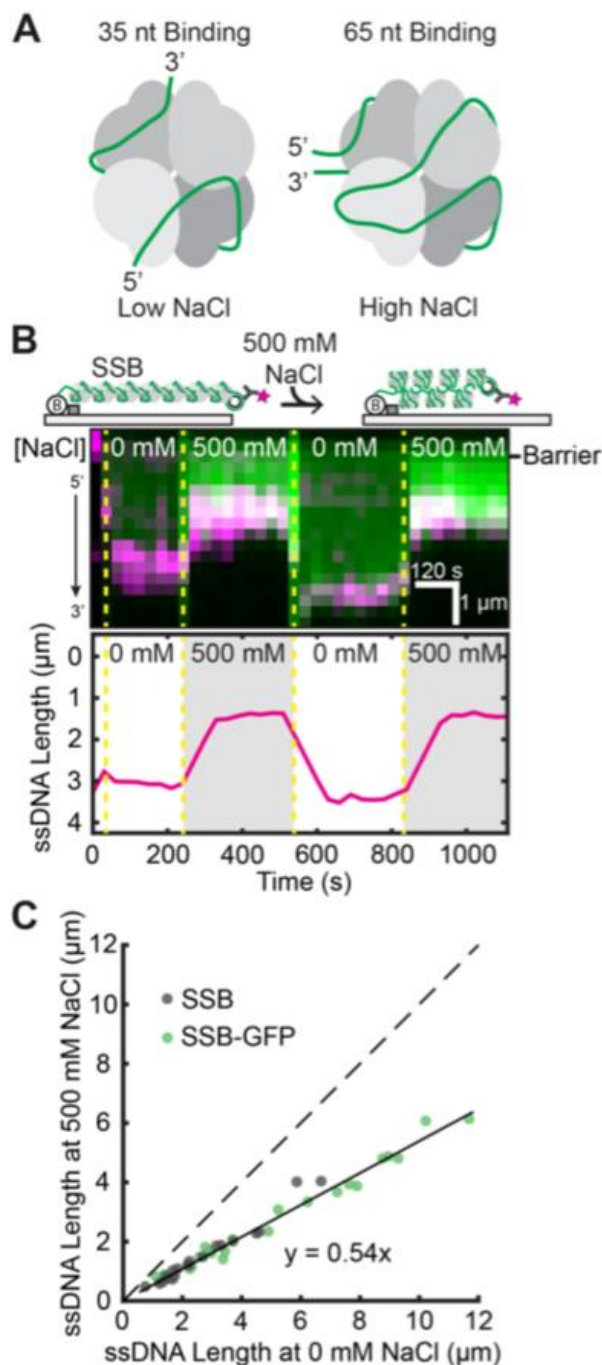 A
35 nt Binding 65 nt Binding
3’
5’
3’
5’
Low NaCl High NaCl
B
500 mM
SSB NaCl
B B
[NaCl] 0 mM 500 mM 0 mM 500 mM Barrier
5’
3’
120 s
1 µm
0 mM 500 mM 0 mM 500 mM
ssDNA Length (µm)
0
1
2
3
4
0 200 400 600 800 1000
Time (s)
C
ssDNA Length at 500 mM NaCl (µm)
12
10
8
6
4
2
0
SSB
SSB-GFP
y = 0.54x
0 2 4 6 8 10 12
ssDNA Length at 0 mM NaCl (µm)